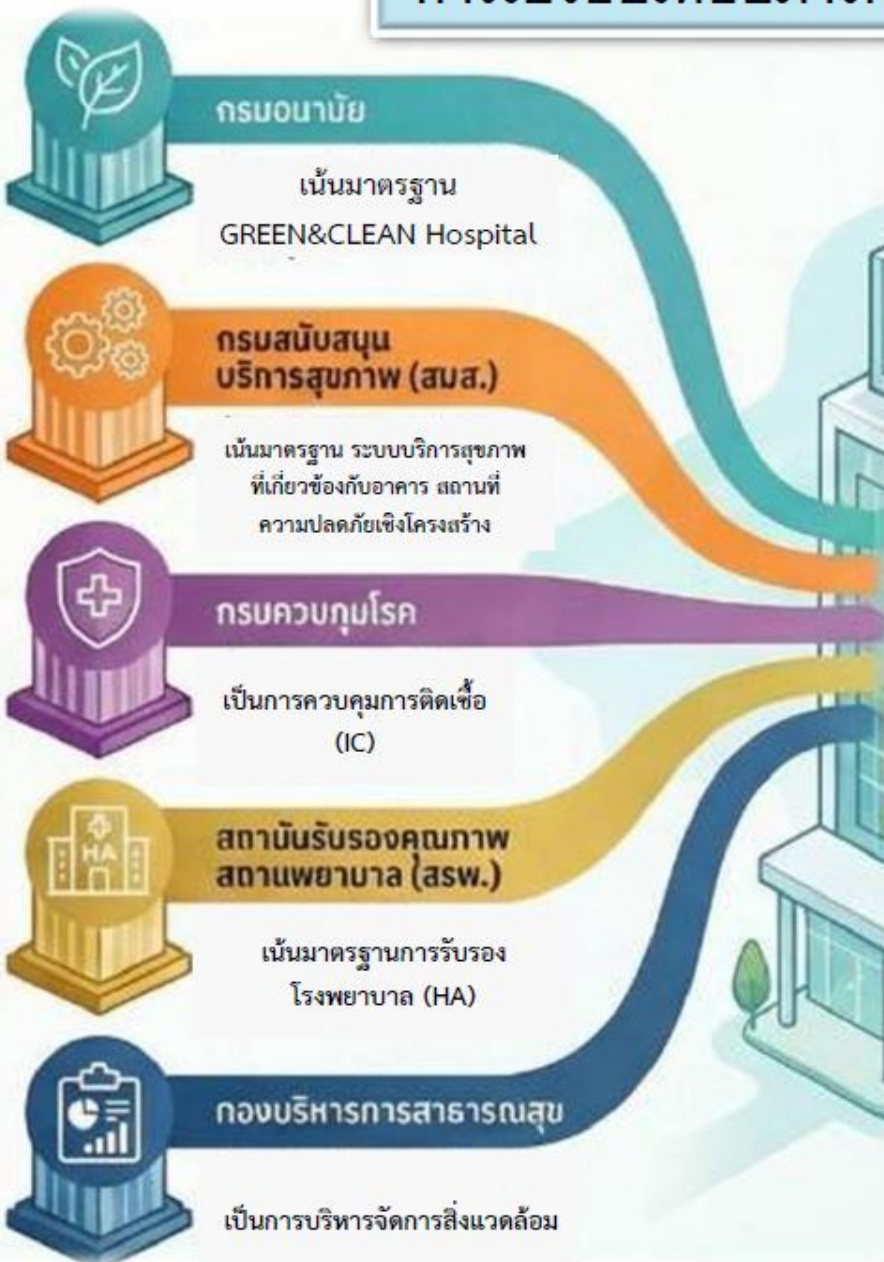 กรมอนามัย
เน้นมาตรฐาน
GREEN&CLEAN Hospital
กรมสนับสนุน
บริการสุขภาพ (สบส.)
เน้นมาตรฐาน ระบบบริการสุขภาพ
ที่เกี่ยวข้องกับอาคาร สถานที่
ความปลดภัยเชิงโครงสร้าง
กรบควบกุมโรค
เป็นการควบคุมการติดเชื้อ
(IC)
สถาบันรับรองคุณภาพ
สถานพยาบาล (สรพ.)
HA
เน้นมาตรฐานการรับรอง
โรงพยาบาล (HA)
กองบริหารการสาธารณสุข
เป็นการบริหารจัดการสิ่งแวดล้อม